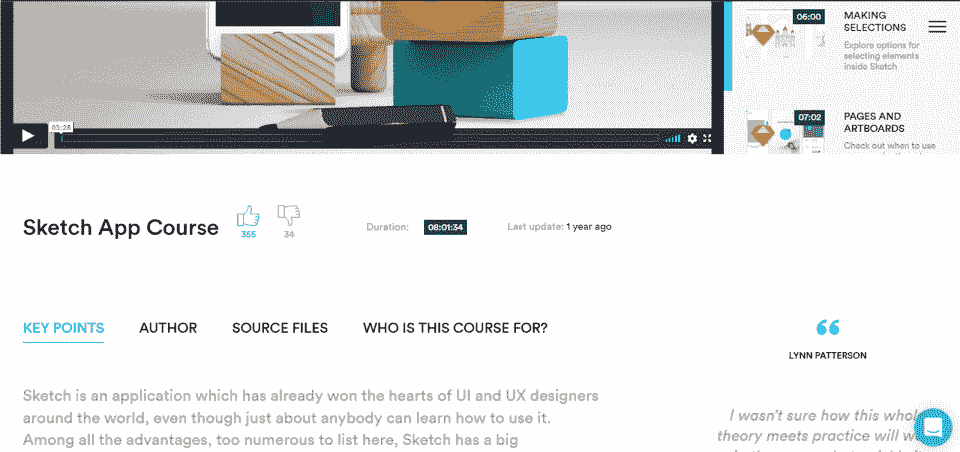 06:00
MAKING
SELECTIONS
Explore options for
selecting elements
inside Sketch
07:02
PAGES AND
ARTBOARDS
Check out when to use
03:28
Sketch App Course
355
34
Duration:
08:01:34
Last update: 1 year ago
KEY POINTS
AUTHOR
SOURCE FILES
WHO IS THIS COURSE FOR?
LYNN PATTERSON
Sketch is an application which has already won the hearts of UI and UX designers
around the world, even though just about anybody can learn how to use it.
Among all the advantages, too numerous to list here, Sketch has a big
I wasn't sure how this whol
theory meets practice will w